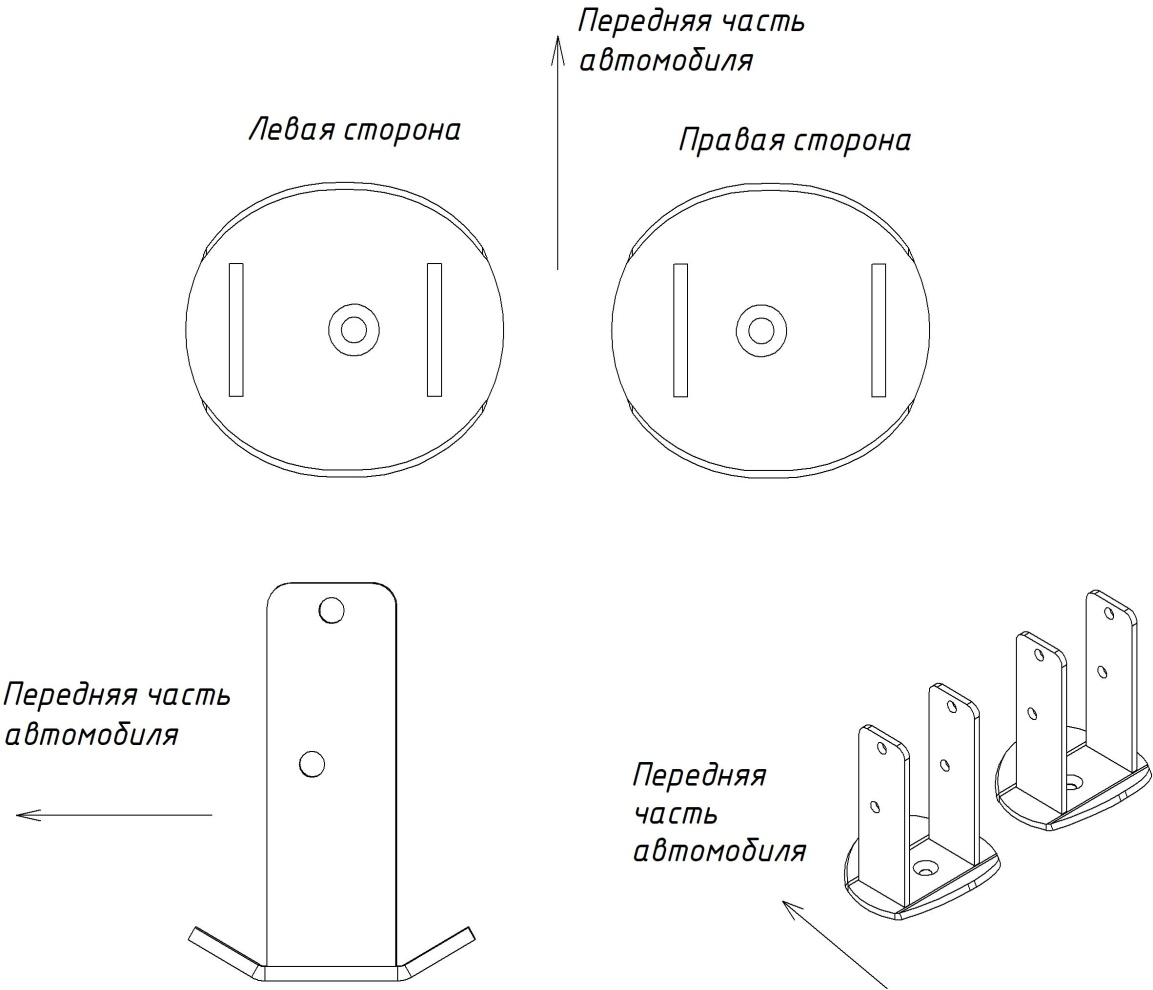 Передняя часть
автомобиля
Левая сторона
Правая сторона
Передняя часть
автомобиля
Передняя
часть
автомобиля